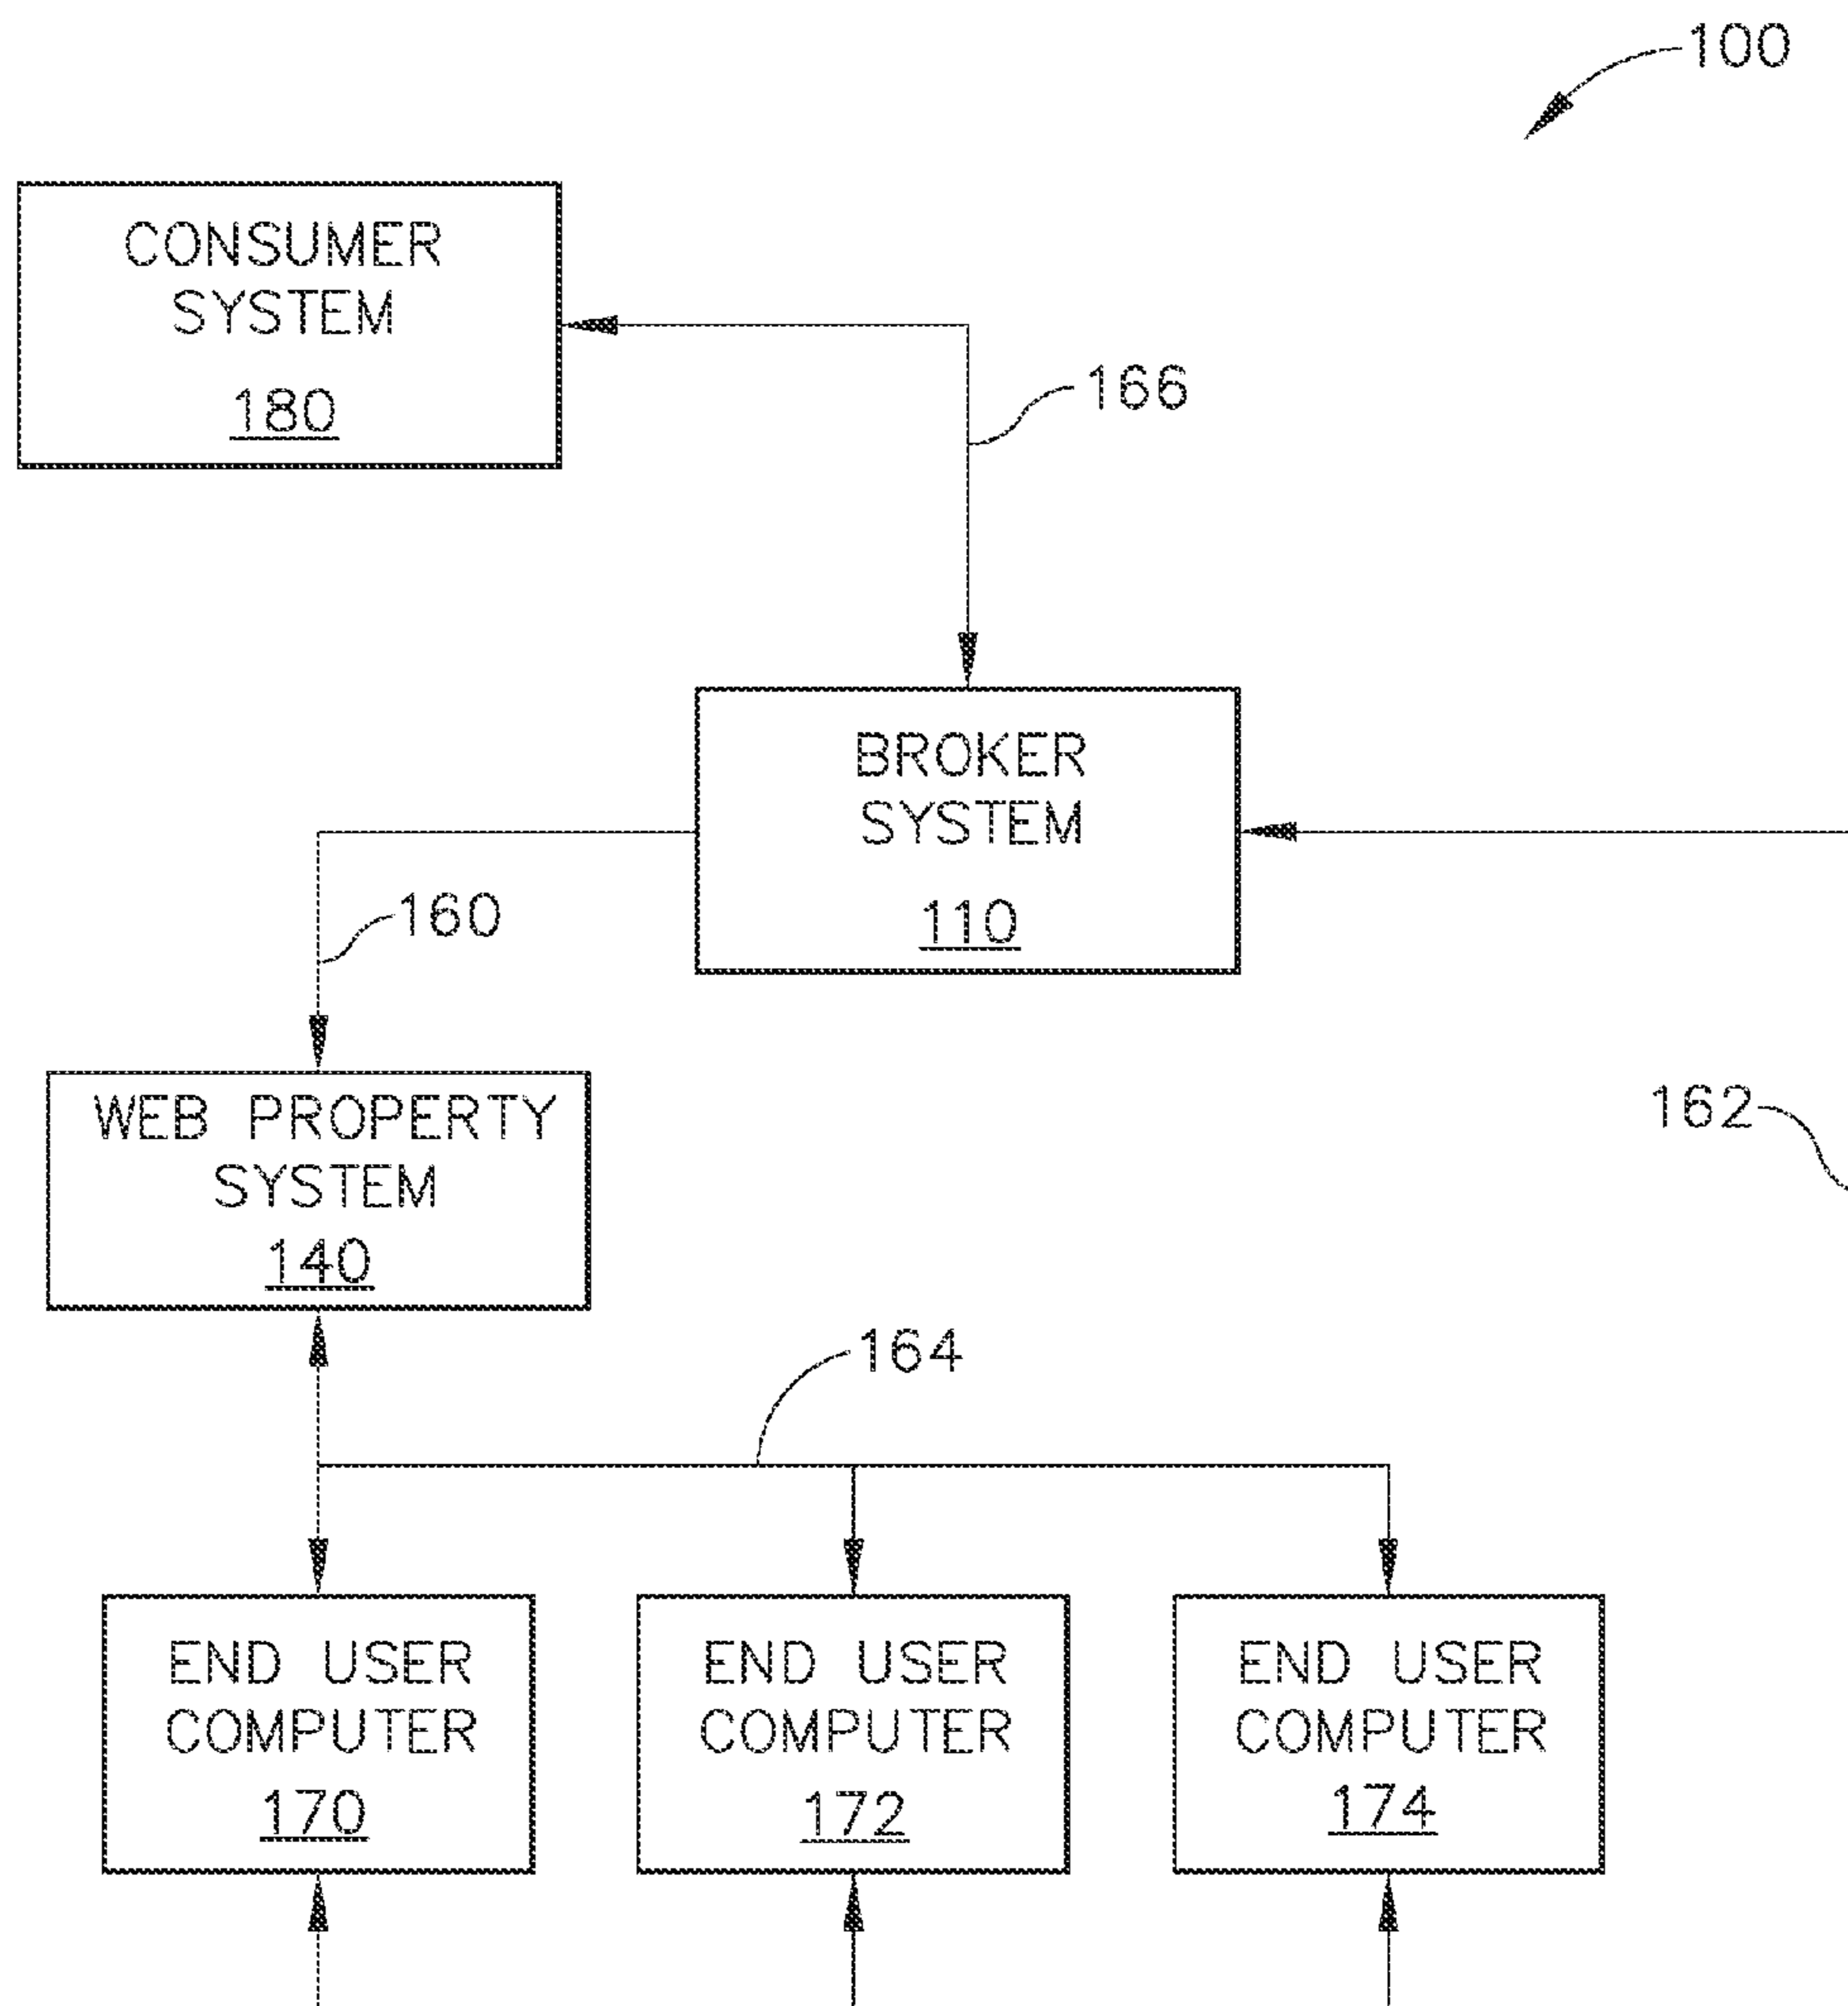 100
CONSUMER
SYSTEM
180
166
BROKER
SYSTEM
110
160
WEB PROPERTY
SYSTEM
140
162
164
END USER
COMPUTER
170
END USER
COMPUTER
172
END USER
COMPUTER
174